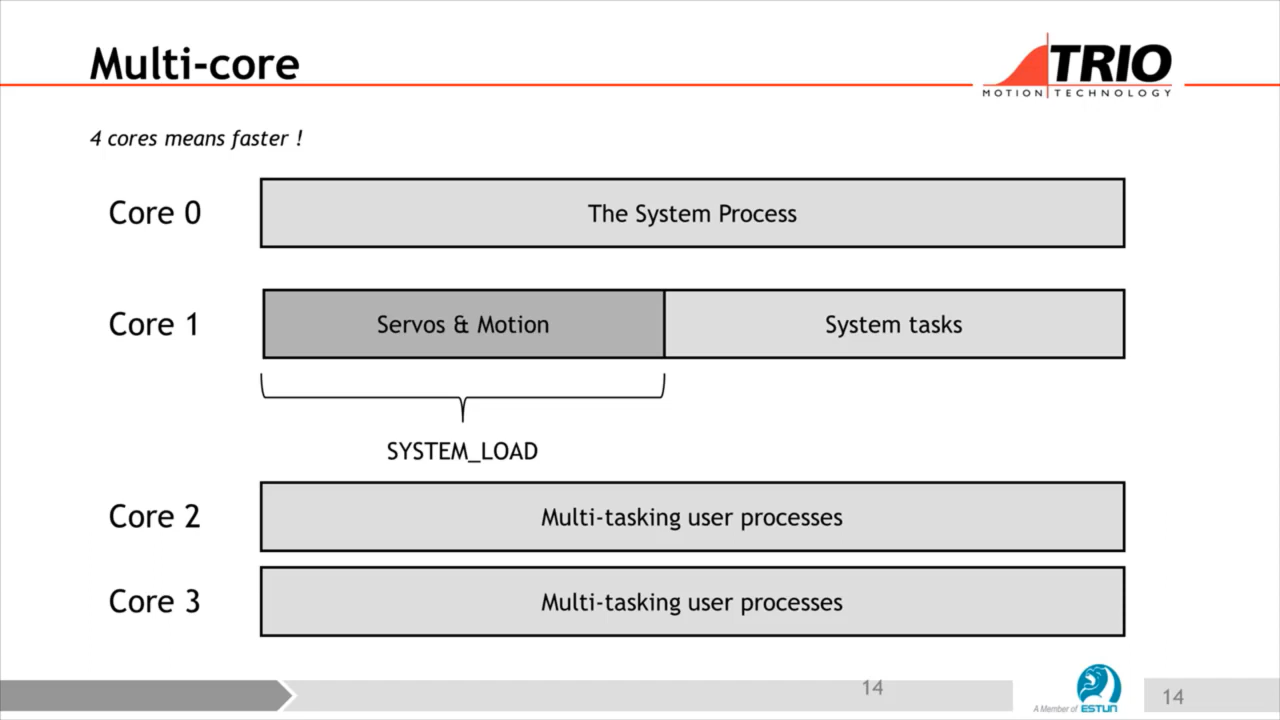 Multi-core
TRIO
MOTION TECHNOLOGY
4 cores means faster !
Core 0
The System Process
Core 1
Servos & Motion
System tasks
SYSTEM_LOAD
Core 2
Multi-tasking user processes
Core 3
Multi-tasking user processes
14
A Member of ESTUN
14